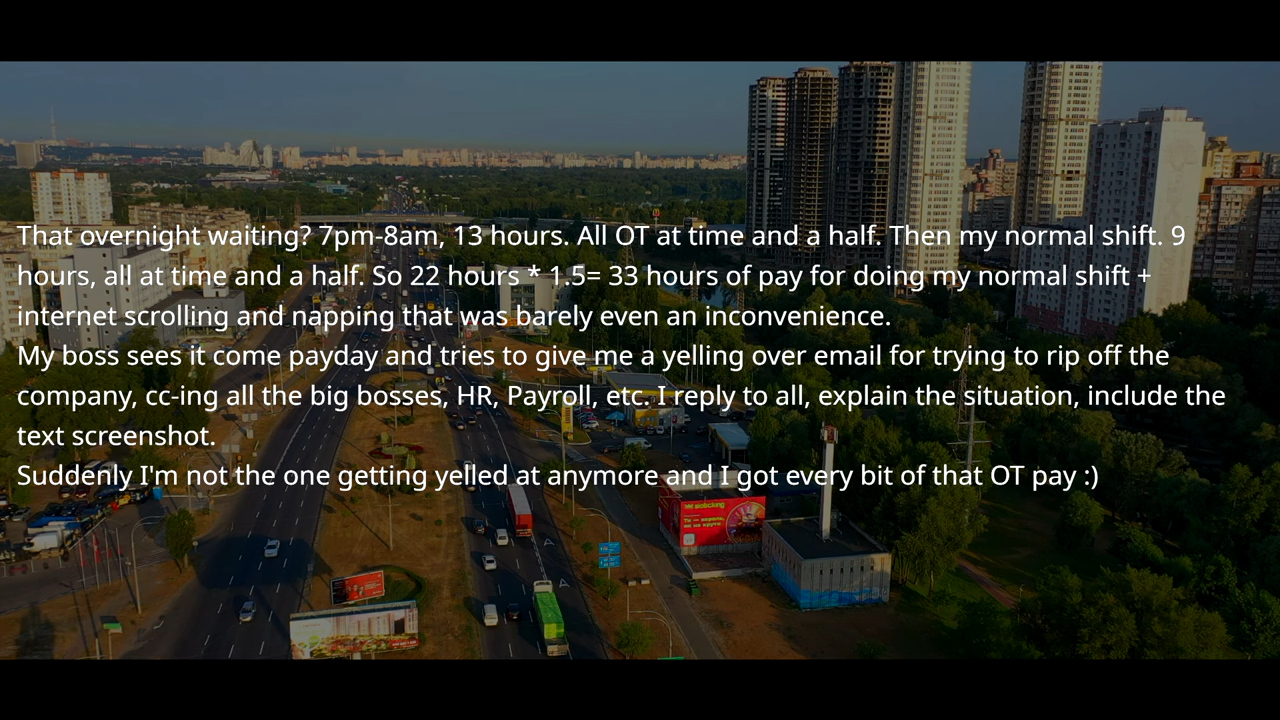 That overnight waiting? 7pm-8am, 13 hours. All OT at time and a half. Then my normal shift. 9
hours, all at time and a half. So 22 hours * 1.5= 33 hours of pay for doing my normal shift +
internet scrolling and napping that was barely even an inconvenience.
My boss sees it come payday and tries to give me a yelling over email for trying to rip off the
company, cc-ing all the big bosses, HR, Payroll, etc. I reply to all, explain the situation, include the
text screenshot.
Suddenly I'm not the one getting yelled at anymore and I got every bit of that OT pay :)